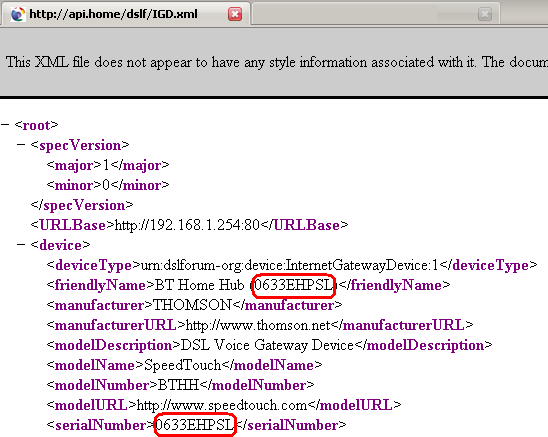 http://api.home/dslf/IGD.xml
This XML file does not appear to have any style information associated with it. The docum
− <root>
− <specVersion>
<major>1</major>
<minor>0</minor>
</specVersion>
<URLBase>http://192.168.1.254:80</URLBase>
− <device>
<deviceType>urn:dslforum-org:device:InternetGatewayDevice:1</deviceType>
<friendlyName>BT Home Hub (0633EHPSL)</friendlyName>
<manufacturer>THOMSON</manufacturer>
<manufacturerURL>http://www.thomson.net</manufacturerURL>
<modelDescription>DSL Voice Gateway Device</modelDescription>
<modelName>SpeedTouch</modelName>
<modelNumber>BTHH</modelNumber>
<modelURL>http://www.speedtouch.com</modelURL>
<serialNumber>0633EHPSL</serialNumber>